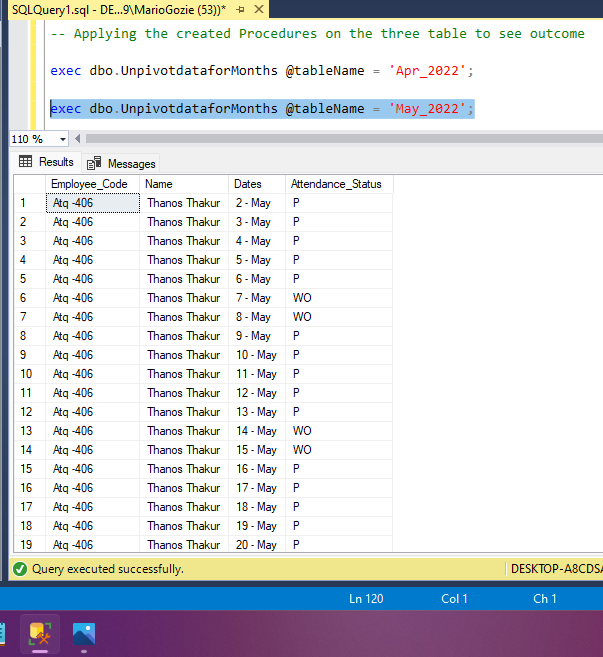 SQLQuery1.sql - DE...9\MarioGozie (53))*
-- Applying the created Procedures on the three table to see outcome
exec dbo.UnpivotdataforMonths @tableName = 'Apr_2022';
exec dbo.UnpivotdataforMonths @tableName = 'May_2022';
110 %
Results Messages
Employee_Code Name Dates Attendance_Status
1 Atq -406 Thanos Thakur 2 - May P
2 Atq -406 Thanos Thakur 3 - May P
3 Atq -406 Thanos Thakur 4 - May P
4 Atq -406 Thanos Thakur 5 - May P
5 Atq -406 Thanos Thakur 6 - May P
6 Atq -406 Thanos Thakur 7 - May WO
7 Atq -406 Thanos Thakur 8 - May WO
8 Atq -406 Thanos Thakur 9 - May P
9 Atq -406 Thanos Thakur 10 - May P
10 Atq -406 Thanos Thakur 11 - May P
11 Atq -406 Thanos Thakur 12 - May P
12 Atq -406 Thanos Thakur 13 - May P
13 Atq -406 Thanos Thakur 14 - May WO
14 Atq -406 Thanos Thakur 15 - May WO
15 Atq -406 Thanos Thakur 16 - May P
16 Atq -406 Thanos Thakur 17 - May P
17 Atq -406 Thanos Thakur 18 - May P
18 Atq -406 Thanos Thakur 19 - May P
19 Atq -406 Thanos Thakur 20 - May P
Query executed successfully. DESKTOP-A8CDSA
Ln 120 Col 1 Ch 1